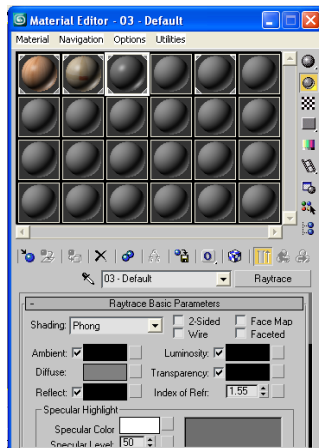 Material Editor - 03 - Default
Material Navigation Options Utilities
03 - Default Raytrace
- Raytrace Basic Parameters
Shading: Phong 2-Sided Face Map
Wire Faceted
Ambient: Luminosity:
Diffuse: Transparency:
Reflect: Index of Refr: 1.55
Specular Highlight
Specular Color
Specular Level: 50